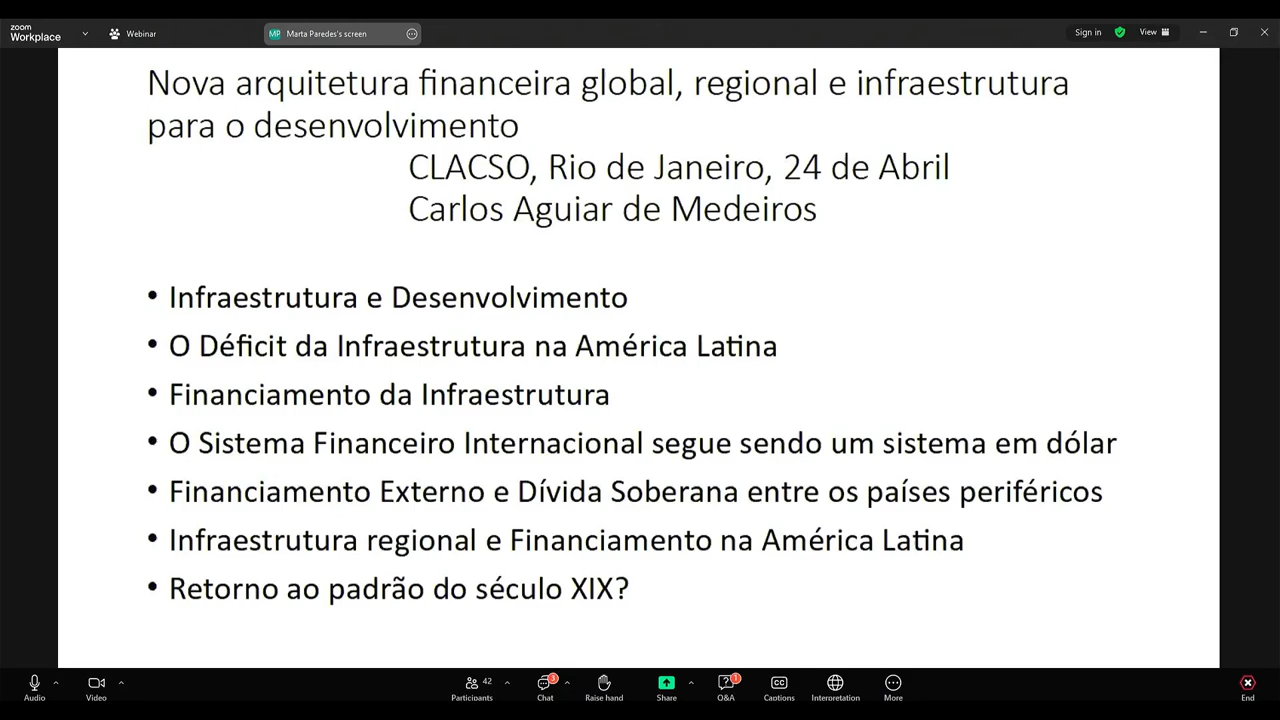 zoom
Workplace
Webinar
MP Marta Paredes's screen
Sign in
View
Nova arquitetura financeira global, regional e infraestrutura
para o desenvolvimento
CLACSO, Rio de Janeiro, 24 de Abril
Carlos Aguiar de Medeiros
• Infraestrutura e Desenvolvimento
• O Déficit da Infraestrutura na América Latina
• Financiamento da Infraestrutura
• O Sistema Financeiro Internacional segue sendo um sistema em dólar
• Financiamento Externo e Dívida Soberana entre os países periféricos
• Infraestrutura regional e Financiamento na América Latina
• Retorno ao padrão do século XIX?
Audio
Video
42
Participants
3
Chat
Raise hand
Share
1
Q&A
CC
Captions
Interpretation
More
End